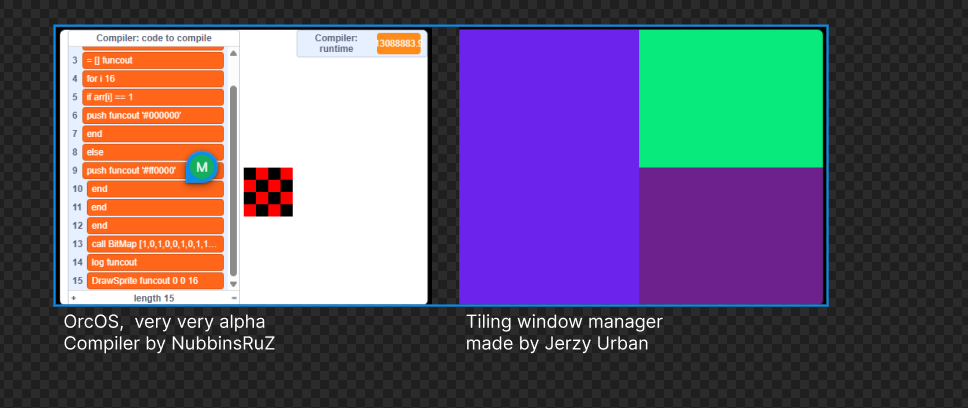 Compiler: code to compile
3 = [] funcout
4 for i 16
5 if arr[i] == 1
6 push funcout '#000000'
7 end
8 else
9 push funcout '#ff0000'
10 end
11 end
12 end
13 call BitMap [1,0,1,0,0,1,0,1,1...
14 log funcout
15 DrawSprite funcout 0 0 16
+ length 15 =
M
Compiler:
runtime
OrcOS, very very alpha
Compiler by NubbinsRuZ
Tiling window manager
made by Jerzy Urban